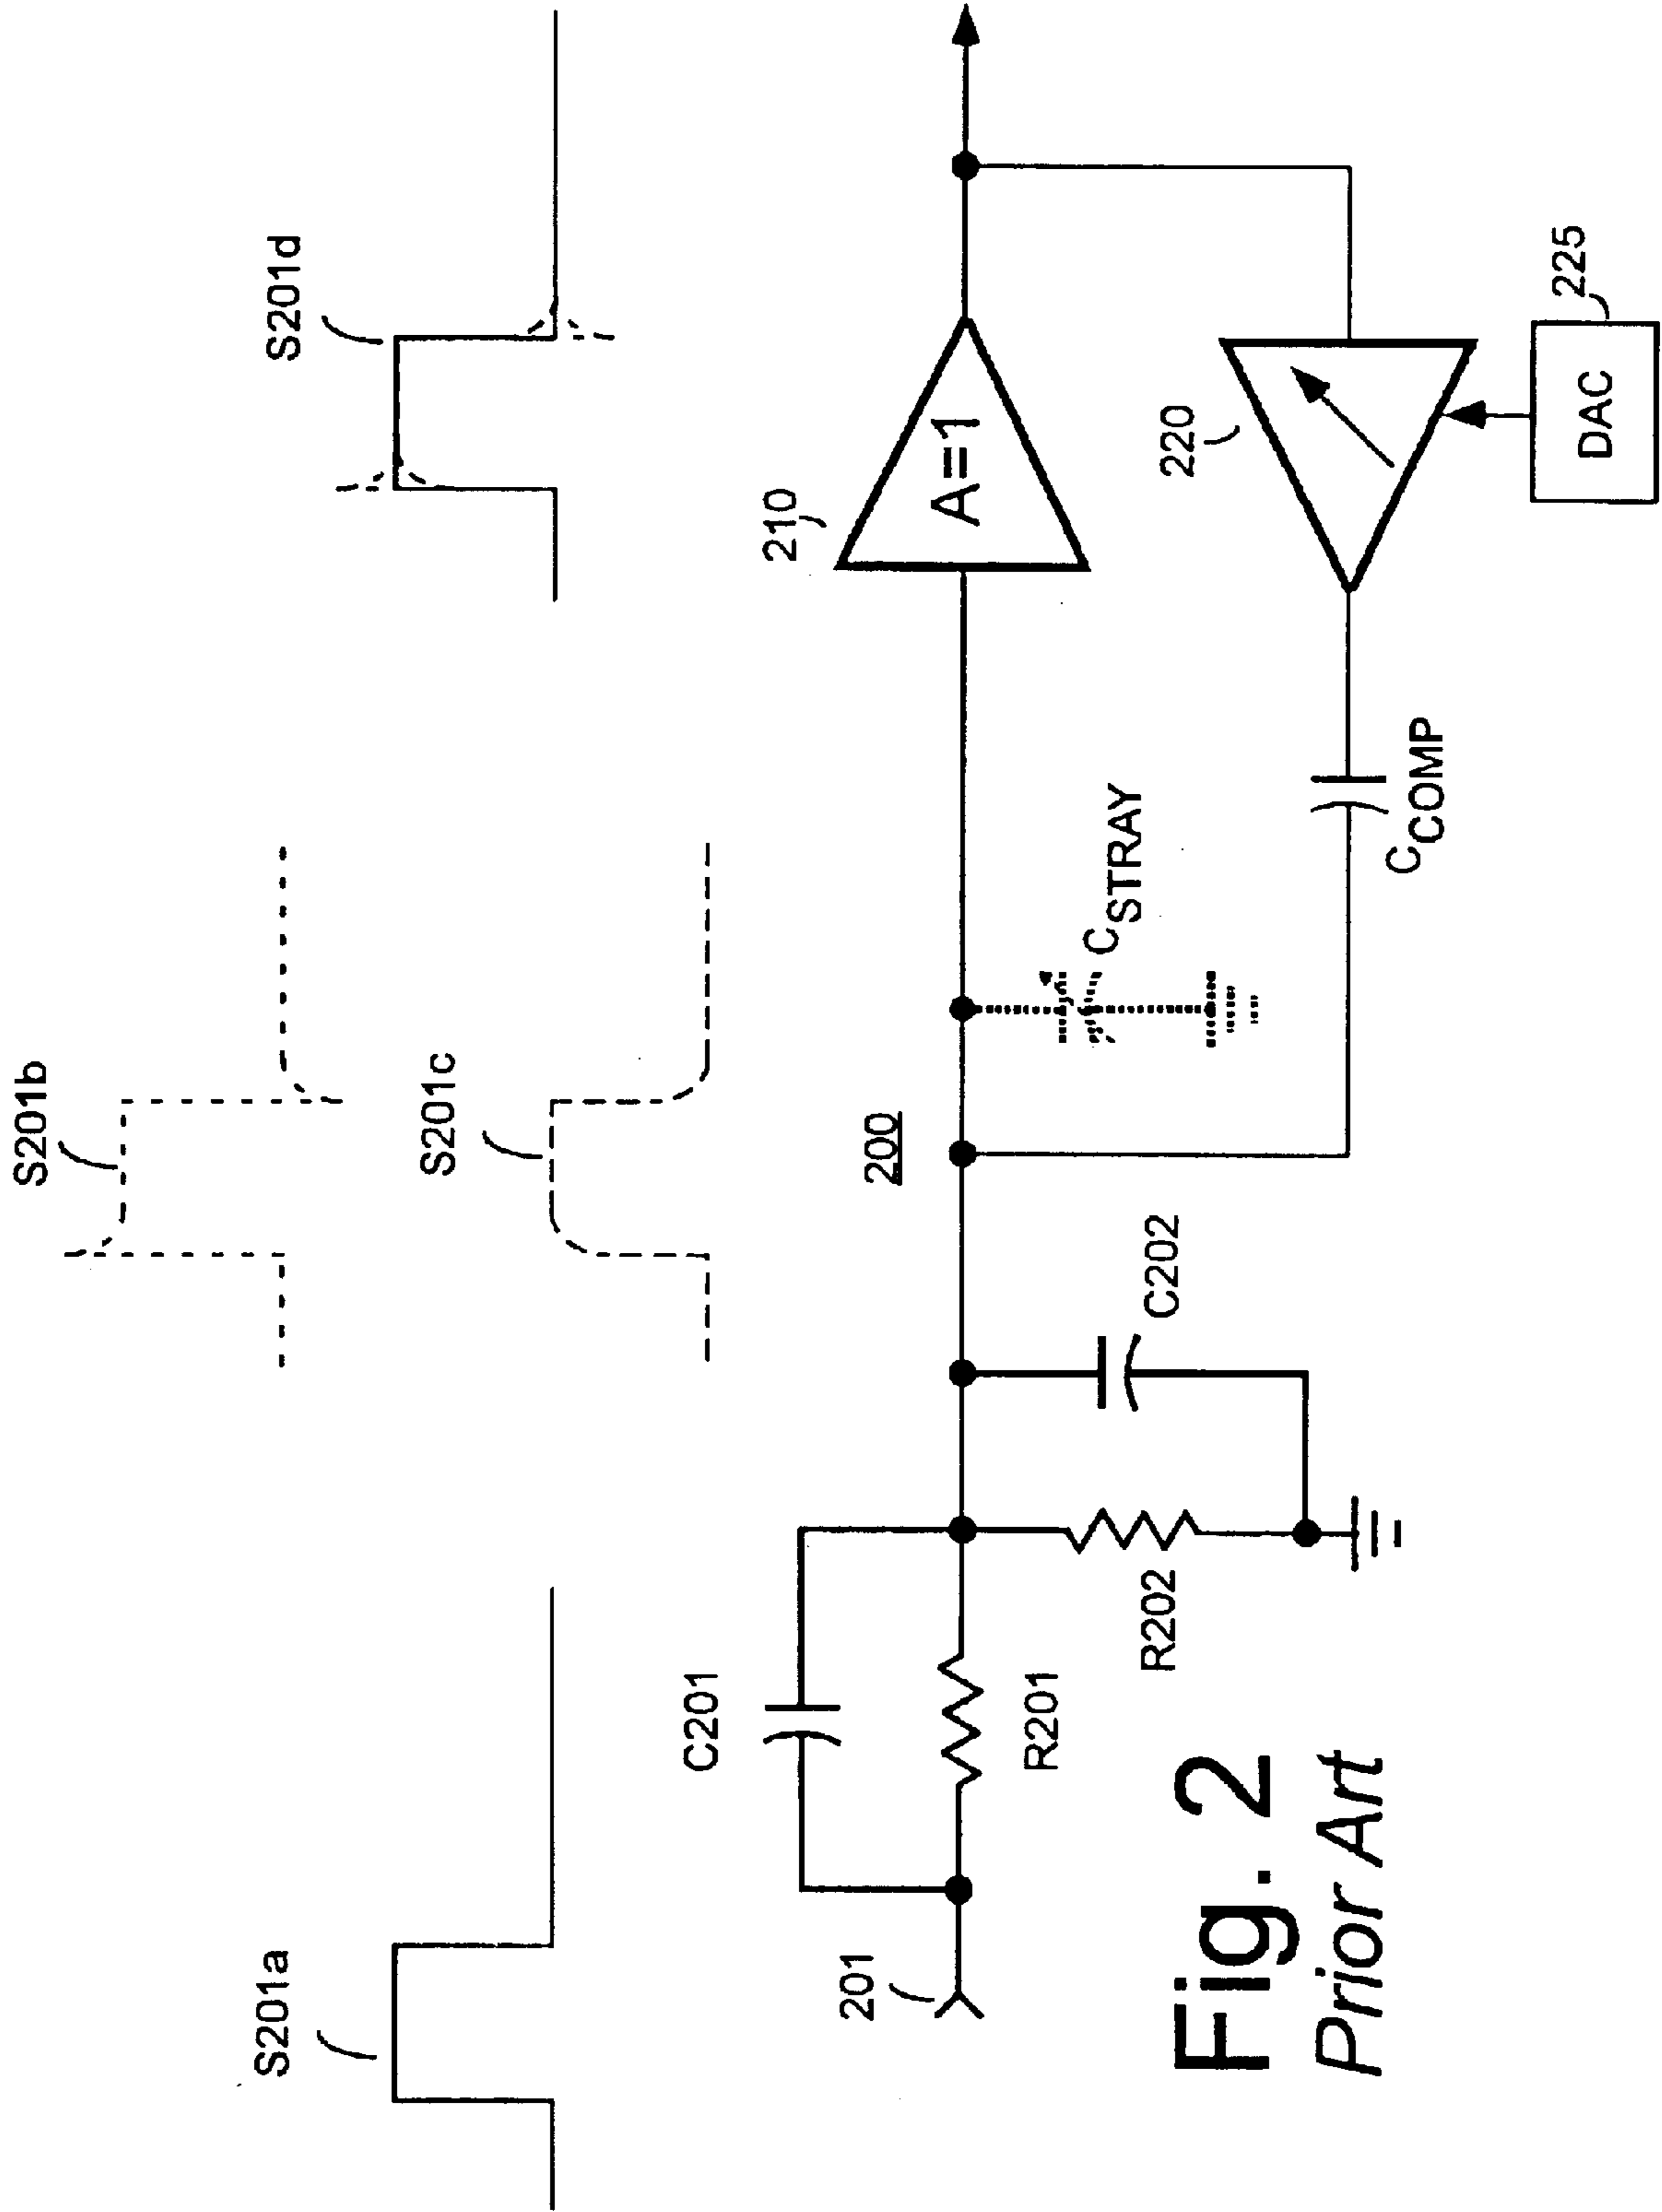 S201b
S201a
S201c
S201d
200
C201
201
R201
R202
C202
CSTRAY
CCOMP
210
A=1
220
DAC
225
Fig. 2
Prior Art